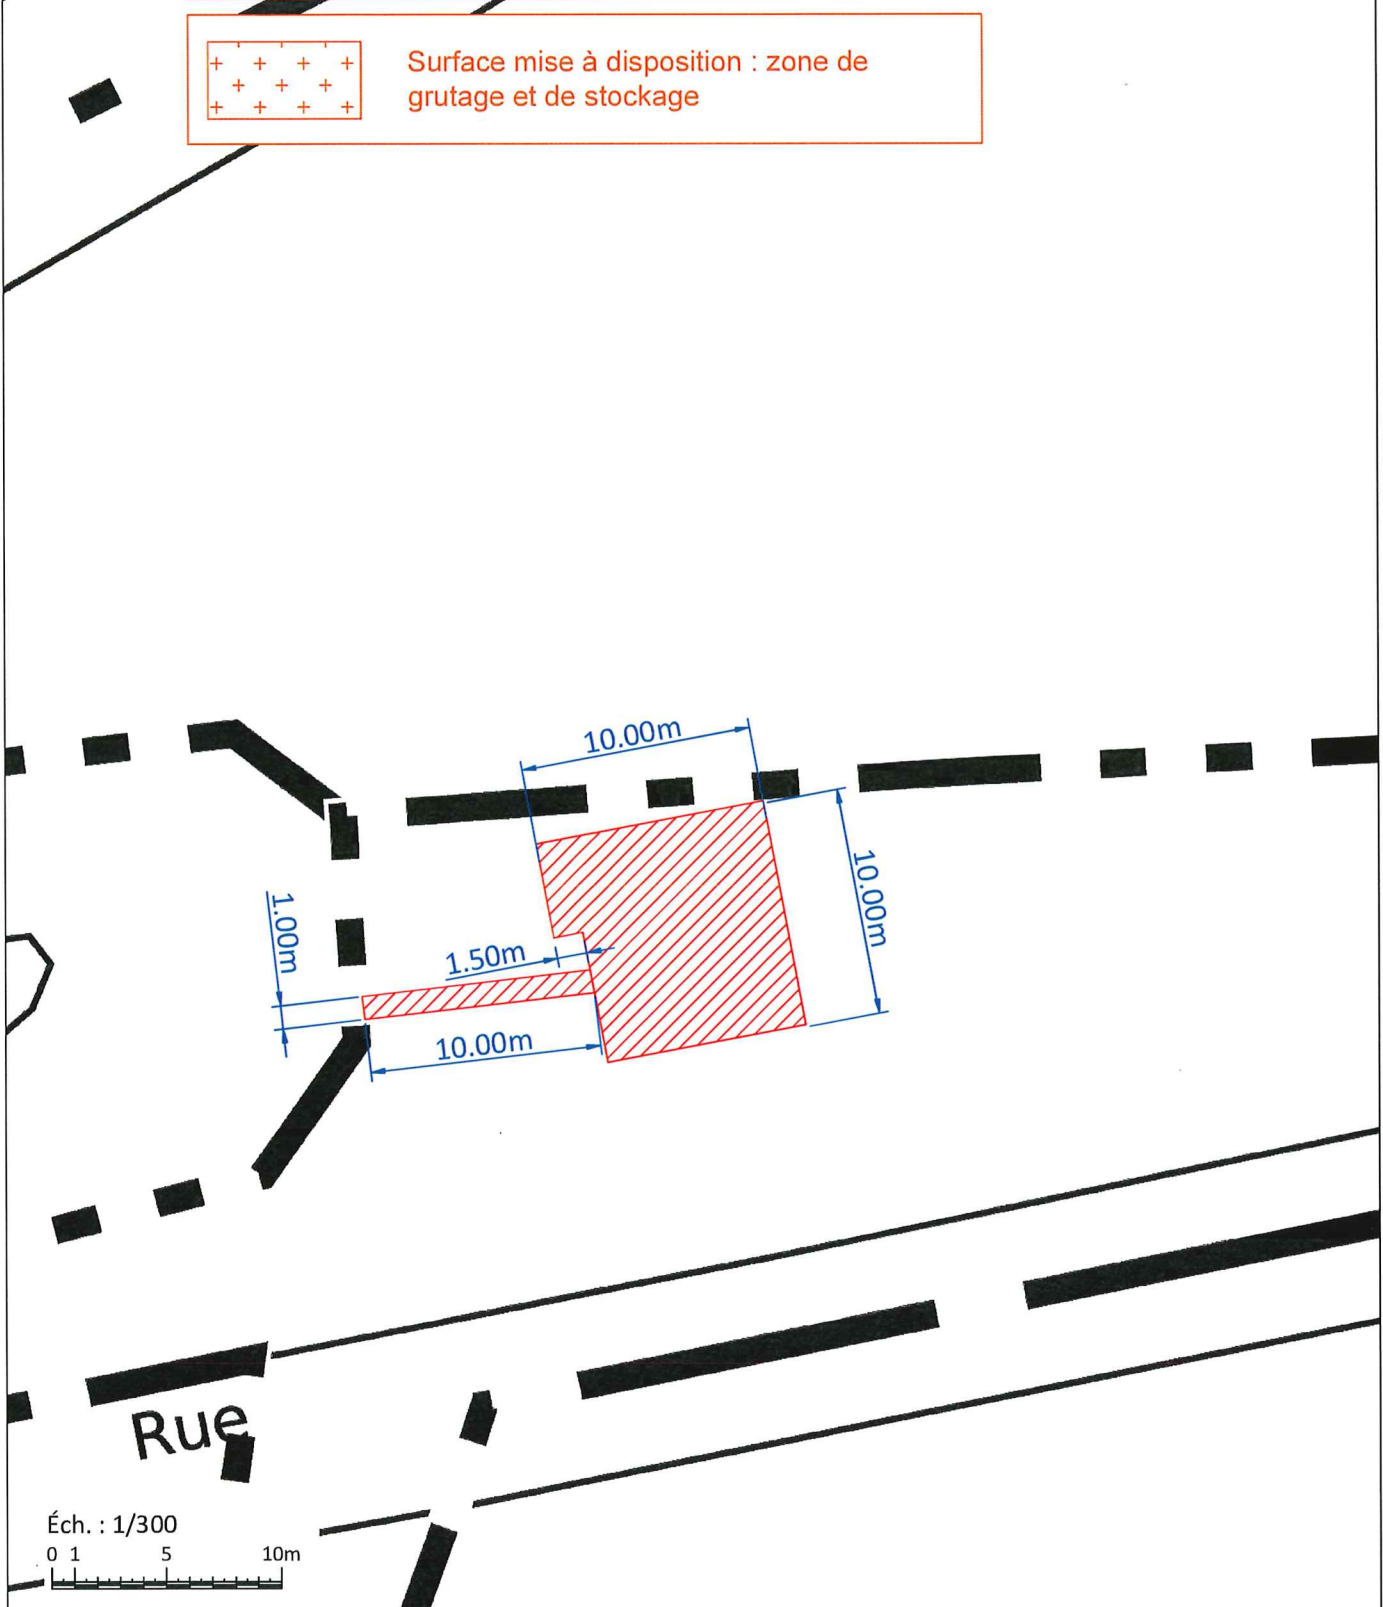 Surface mise à disposition : zone de
grutage et de stockage
10.00m
10.00m
1.00m
1.50m
10.00m
Rue
Éch. : 1/300
0 1 5 10m